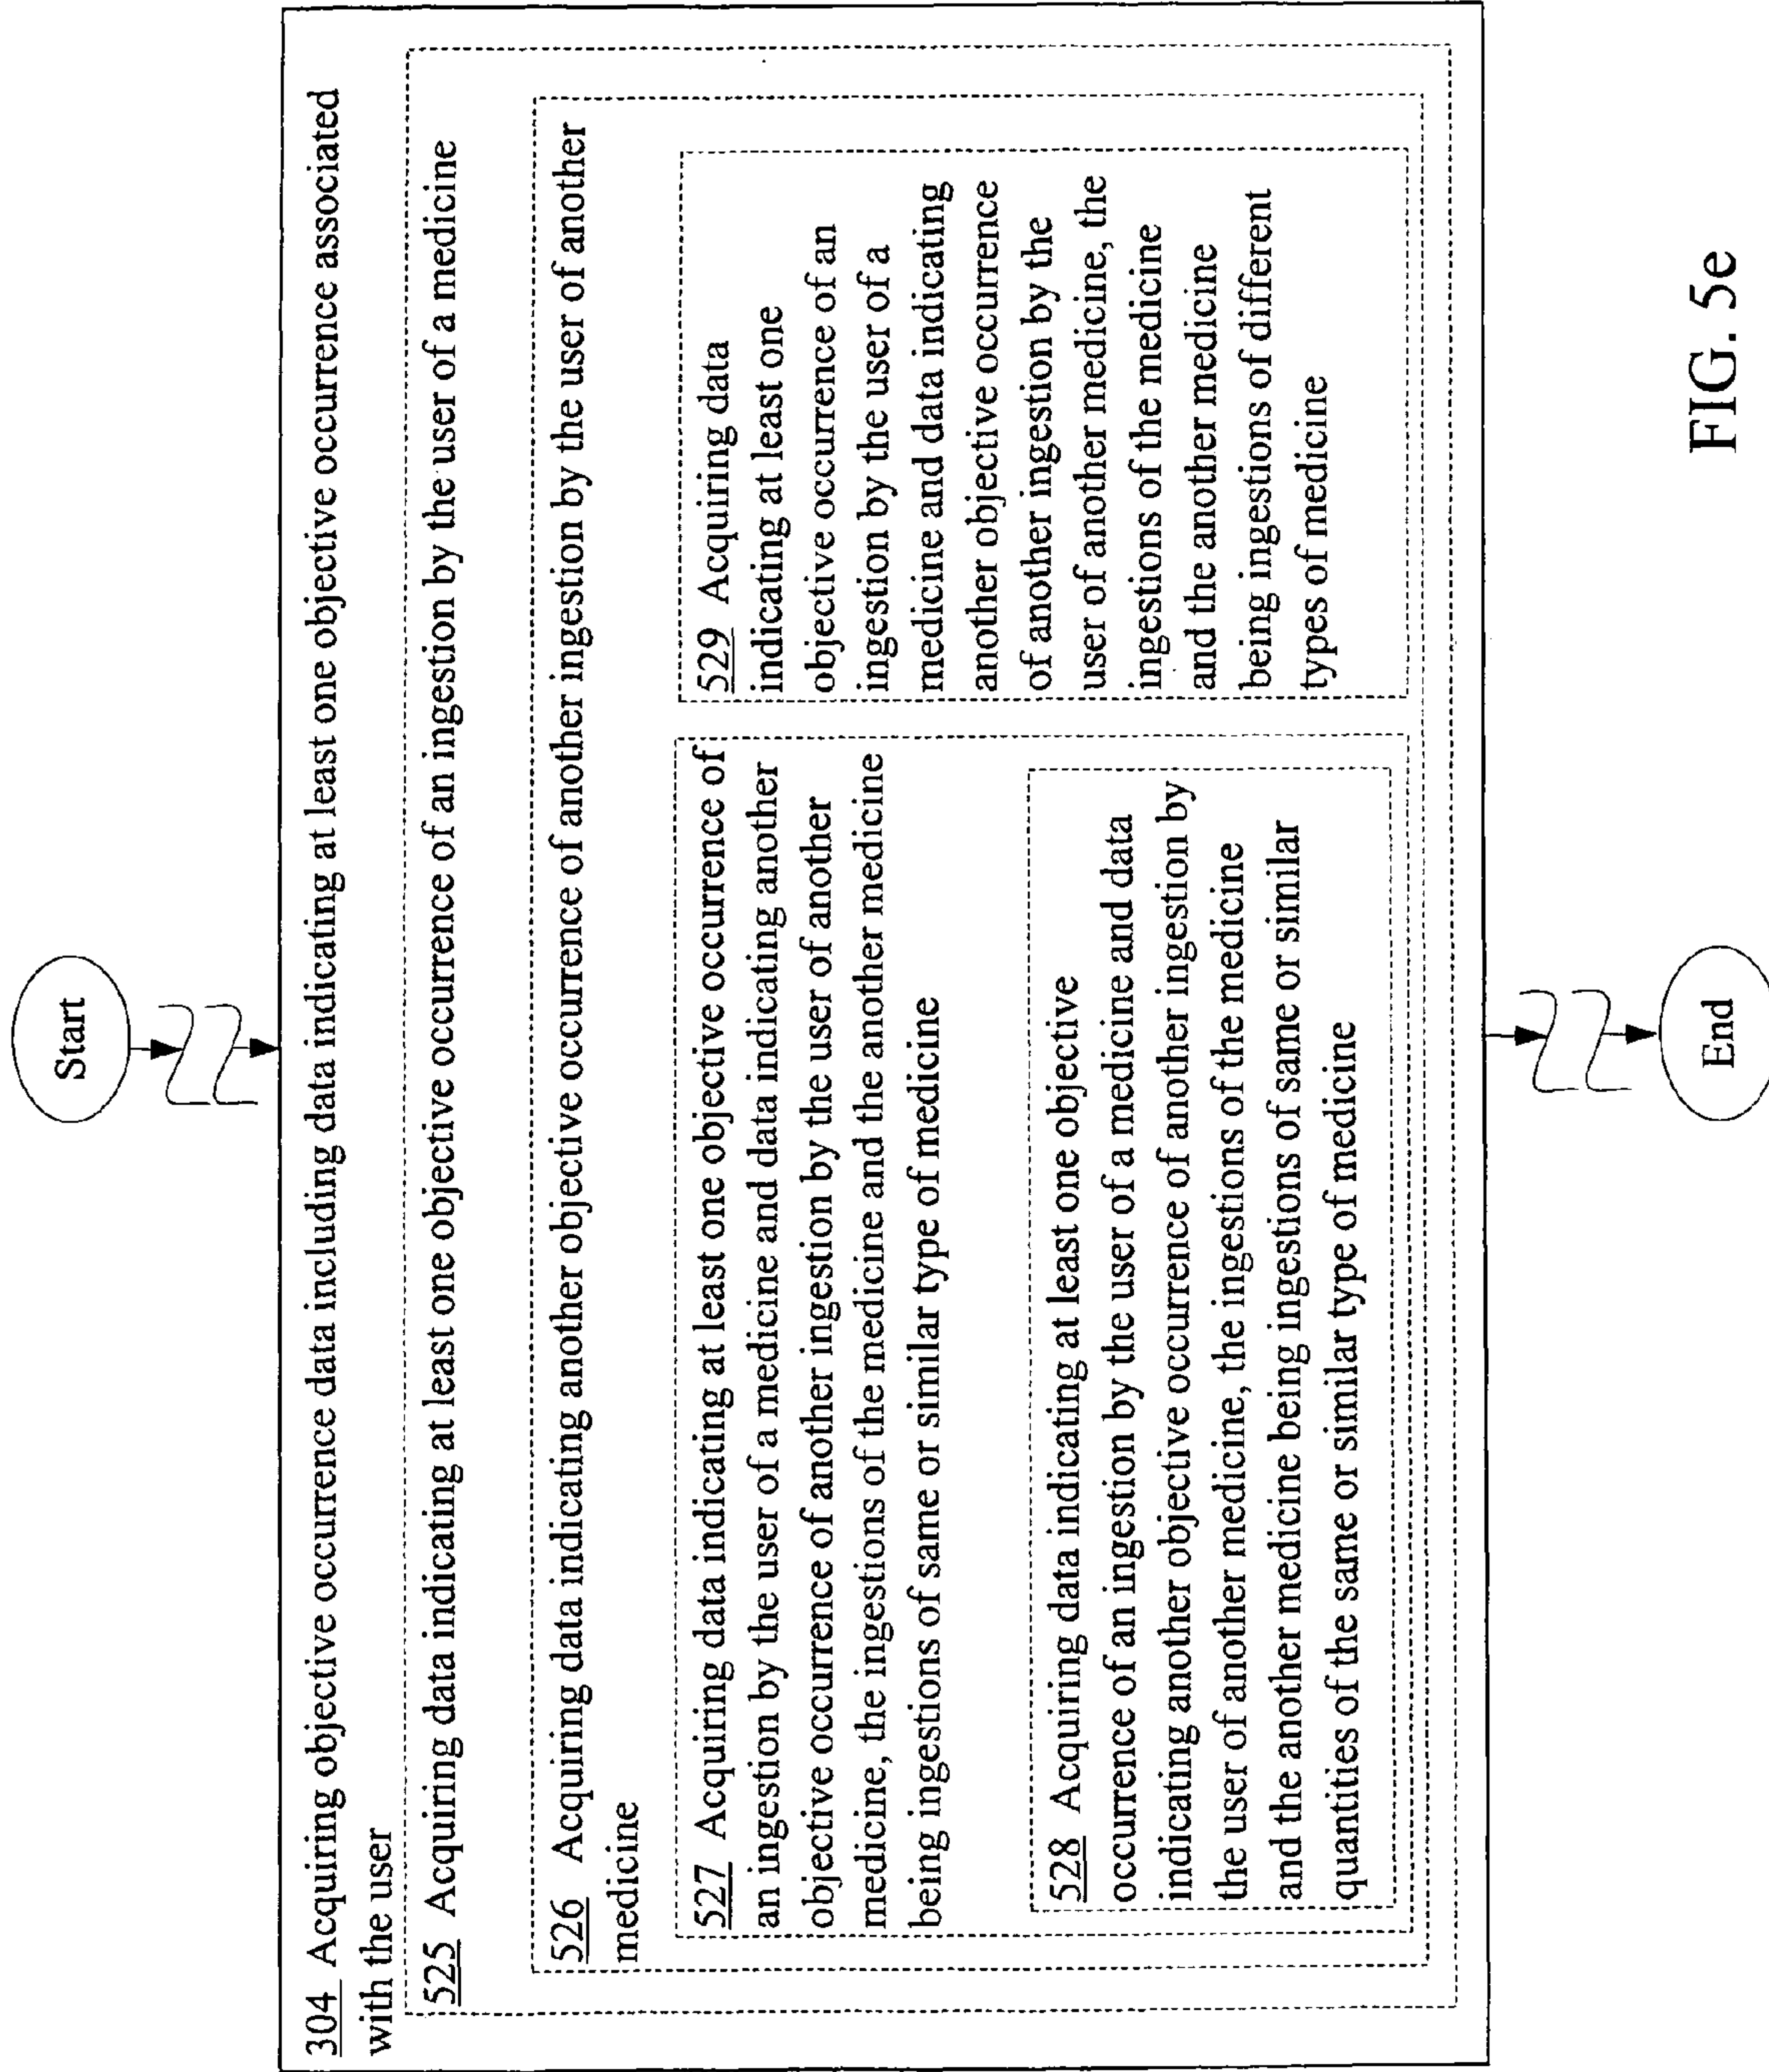 Start
304 Acquiring objective occurrence data including data indicating at least one objective occurrence associated
with the user
525 Acquiring data indicating at least one objective occurrence of an ingestion by the user of a medicine
526 Acquiring data indicating another objective occurrence of another ingestion by the user of another
medicine
527 Acquiring data indicating at least one objective occurrence of
an ingestion by the user of a medicine and data indicating another
objective occurrence of another ingestion by the user of another
medicine, the ingestions of the medicine and the another medicine
being ingestions of same or similar type of medicine
528 Acquiring data indicating at least one objective
occurrence of an ingestion by the user of a medicine and data
indicating another objective occurrence of another ingestion by
the user of another medicine, the ingestions of the medicine
and the another medicine being ingestions of same or similar
quantities of the same or similar type of medicine
529 Acquiring data
indicating at least one
objective occurrence of an
ingestion by the user of a
medicine and data indicating
another objective occurrence
of another ingestion by the
user of another medicine, the
ingestions of the medicine
and the another medicine
being ingestions of different
types of medicine
End
FIG. 5e